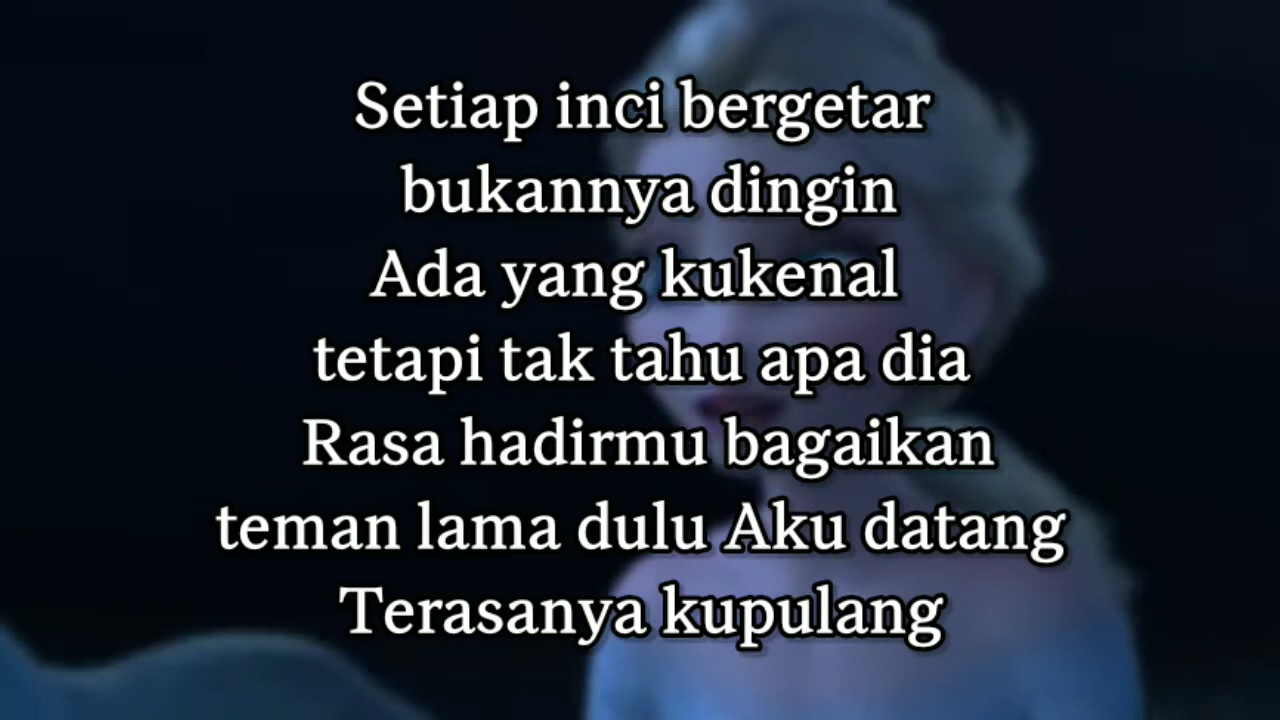 Setiap inci bergetar
bukannya dingin
Ada yang kukenal
tetapi tak tahu apa dia
Rasa hadirmu bagaikan
teman lama dulu Aku datang
Terasanya kupulang